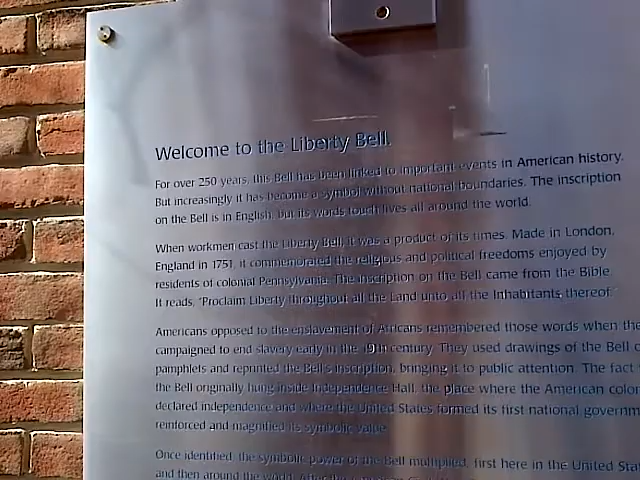 Welcome to the Liberty Bell.
For over 250 years, this Bell has been linked to important events in American history.
But increasingly it has become a symbol without national boundaries. The inscription
on the Bell is in English, but its words touch lives all around the world.
When workmen cast the Liberty Bell, it was a product of its times. Made in London,
England in 1751, it commemorated the religious and political freedoms enjoyed by
residents of colonial Pennsylvania. The inscription on the Bell came from the Bible.
It reads, "Proclaim Liberty throughout all the Land unto all the Inhabitants thereof."
Americans opposed to the enslavement of Africans remembered those words when the
campaigned to end slavery early in the 19th century. They used drawings of the Bell
pamphlets and reprinted the Bell's inscription, bringing it to public attention. The fact
the Bell originally hung inside Independence Hall, the place where the American
declared independence and where the United States formed its first national
reinforced and magnified its symbolic value.
Once identified, the symbolic power of the Bell multiplied, first here in the United
and then around the world. After the